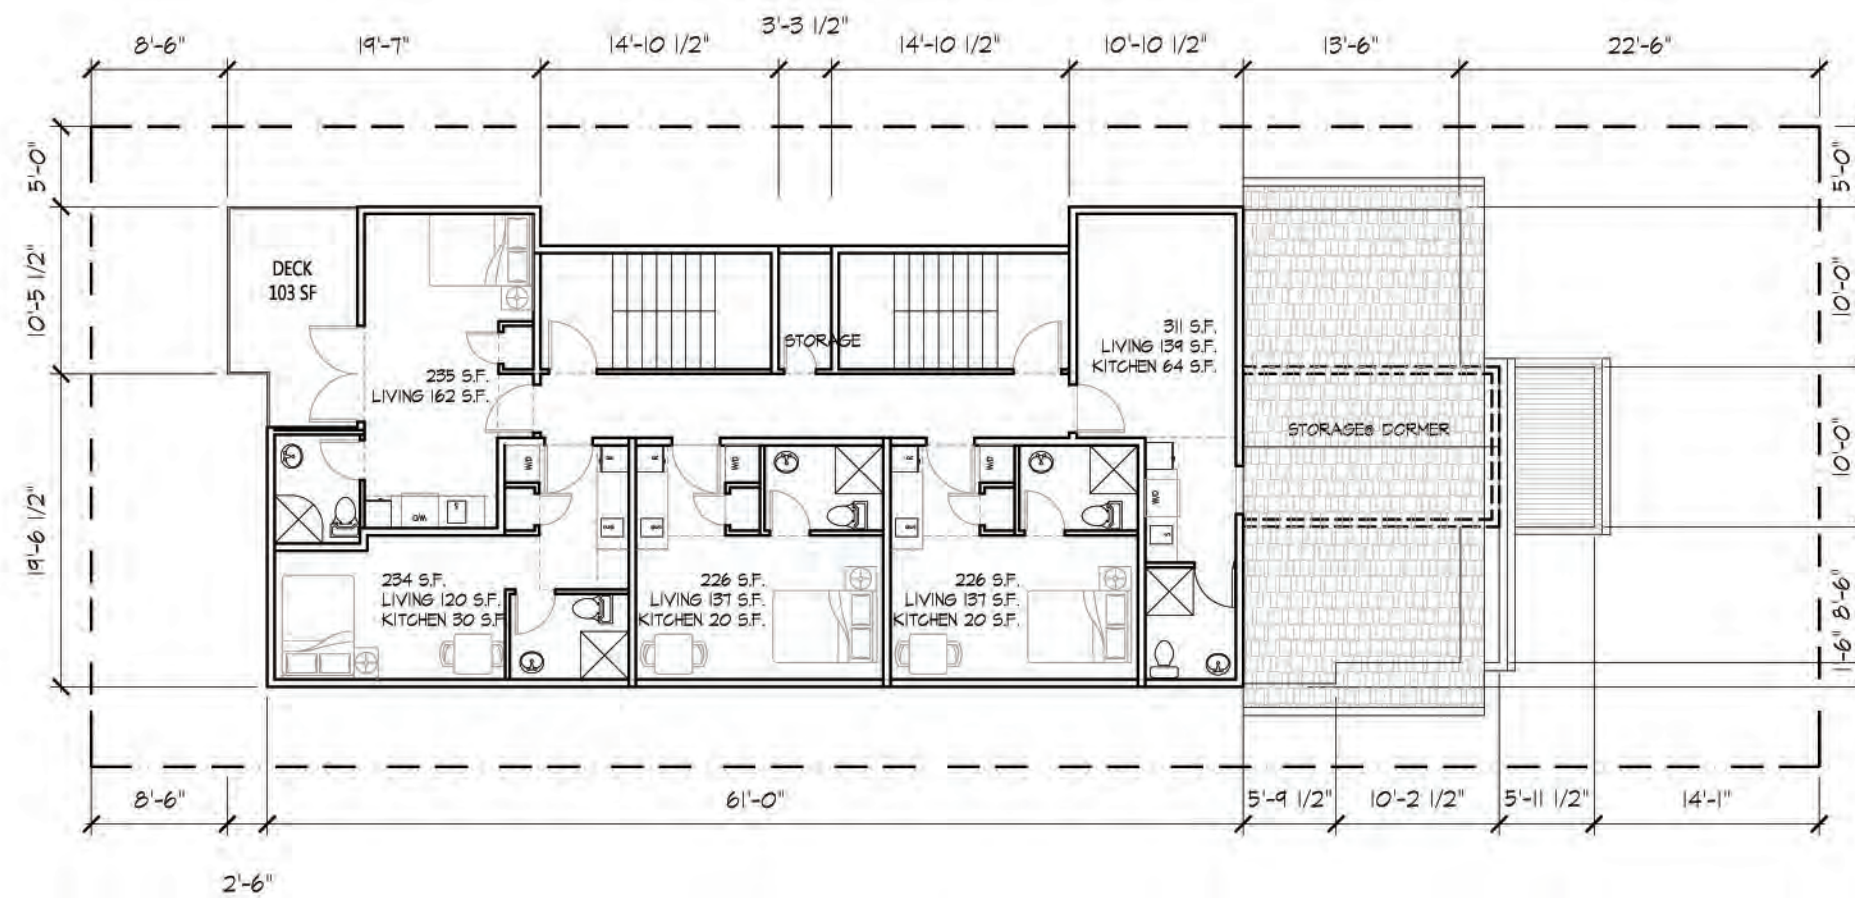 3'-3 1/2"
8'-6"
19'-7"
14'-10 1/2"
14'-10 1/2"
10'-10 1/2"
13'-6"
22'-6"
5'-0"
5'-0"
10'-5 1/2"
10'-0"
DECK
103 SF
STORAGE
311 S.F.
LIVING 139 S.F.
KITCHEN 64 S.F.
235 S.F.
LIVING 162 S.F.
STORAGE@ DORMER
10'-0"
19'-6 1/2"
W/D
R
R
W/D
R
W/D
D/W
S
D/W
S
234 S.F.
LIVING 120 S.F.
KITCHEN 30 S.F.
226 S.F.
LIVING 137 S.F.
KITCHEN 20 S.F.
226 S.F.
LIVING 137 S.F.
KITCHEN 20 S.F.
8'-6"
1'-6"
8'-6"
61'-0"
5'-9 1/2"
10'-2 1/2"
5'-11 1/2"
14'-1"
2'-6"